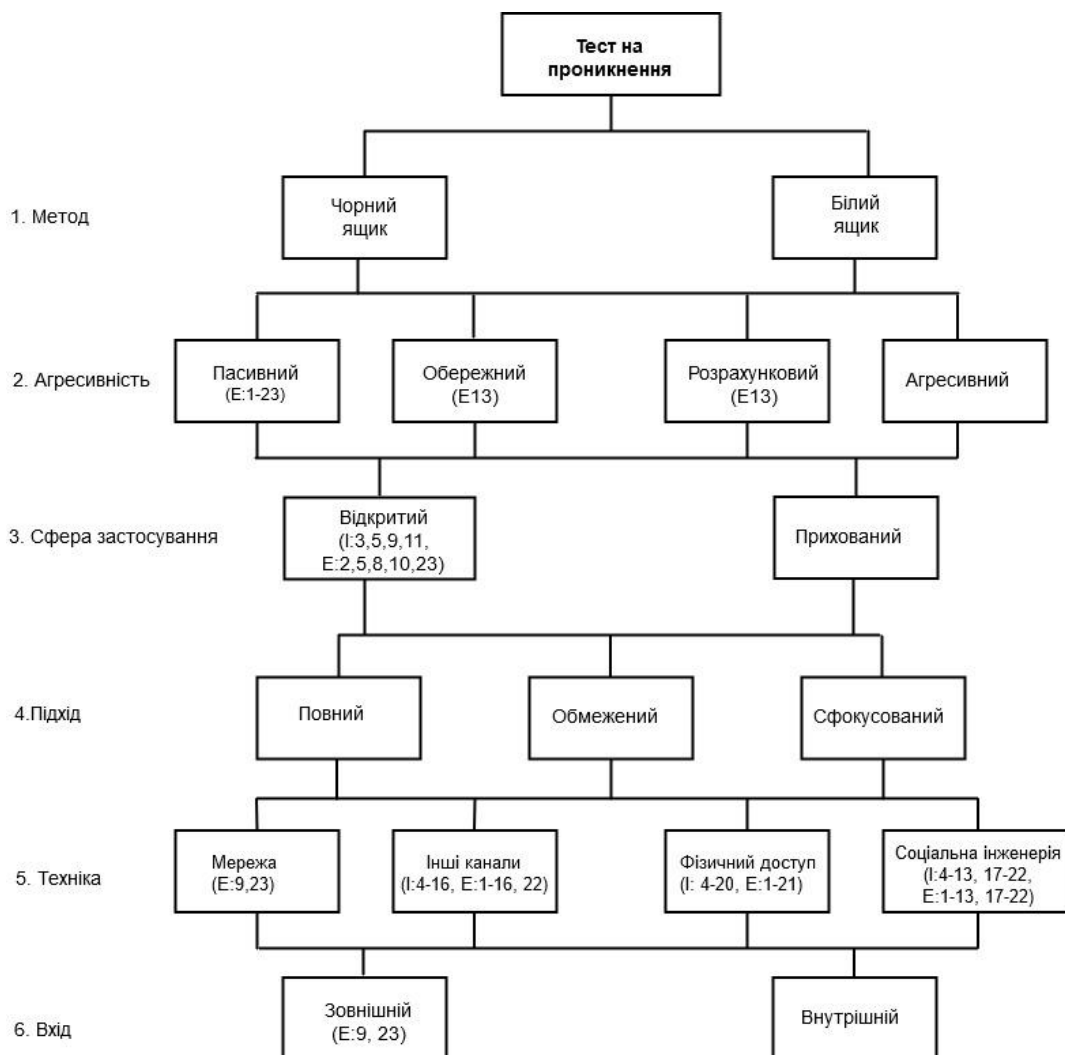 Тест на
проникнення
1. Метод
Чорний
ящик
Білий
ящик
2. Агресивність
Пасивний
(E:1-23)
Обережний
(E13)
Розрахунковий
(E13)
Агресивний
3. Сфера застосування
Відкритий
(I:3,5,9,11,
E:2,5,8,10,23)
Прихований
4.Підхід
Повний
Обмежений
Сфокусований
5. Техніка
Мережа
(E:9,23)
Інші канали
(I:4-16, E:1-16, 22)
Фізичний доступ
(I: 4-20, E:1-21)
Соціальна інженерія
(I:4-13, 17-22,
E:1-13, 17-22)
6. Вхід
Зовнішній
(E:9, 23)
Внутрішній